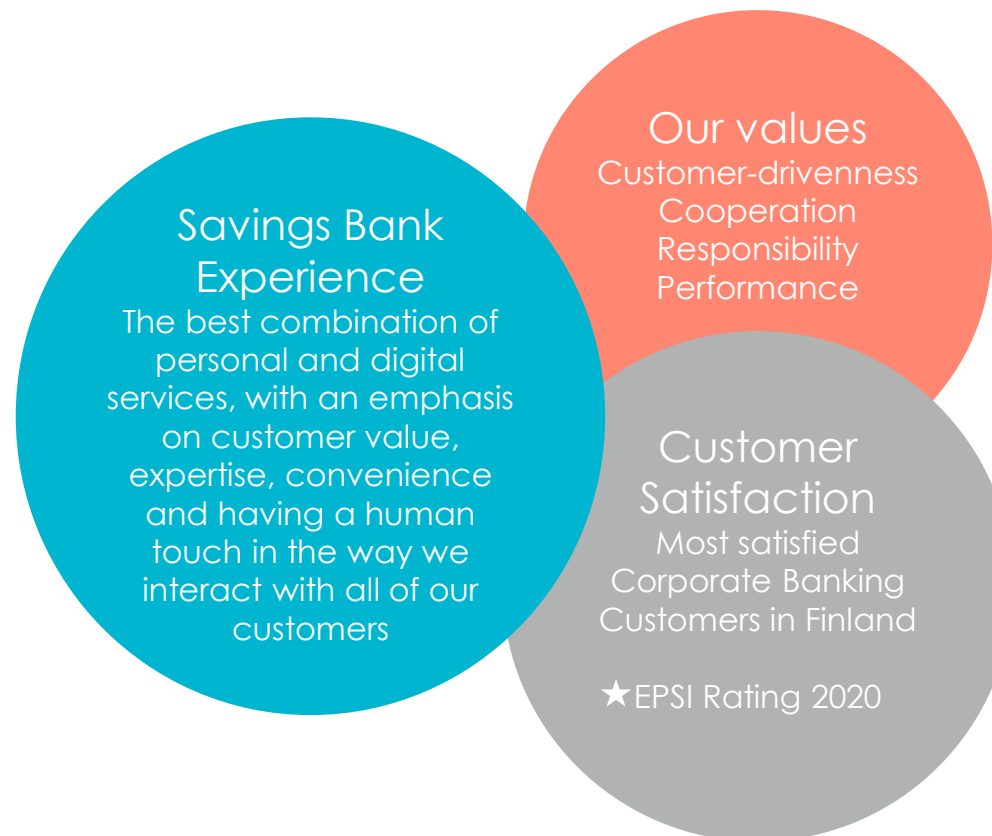 Savings Bank
Experience
The best combination of
personal and digital
services, with an emphasis
on customer value,
expertise, convenience
and having a human
touch in the way we
interact with all of our
customers
Our values
Customer-drivenness
Cooperation
Responsibility
Performance
Customer
Satisfaction
Most satisfied
Corporate Banking
Customers in Finland
★EPSI Rating 2020